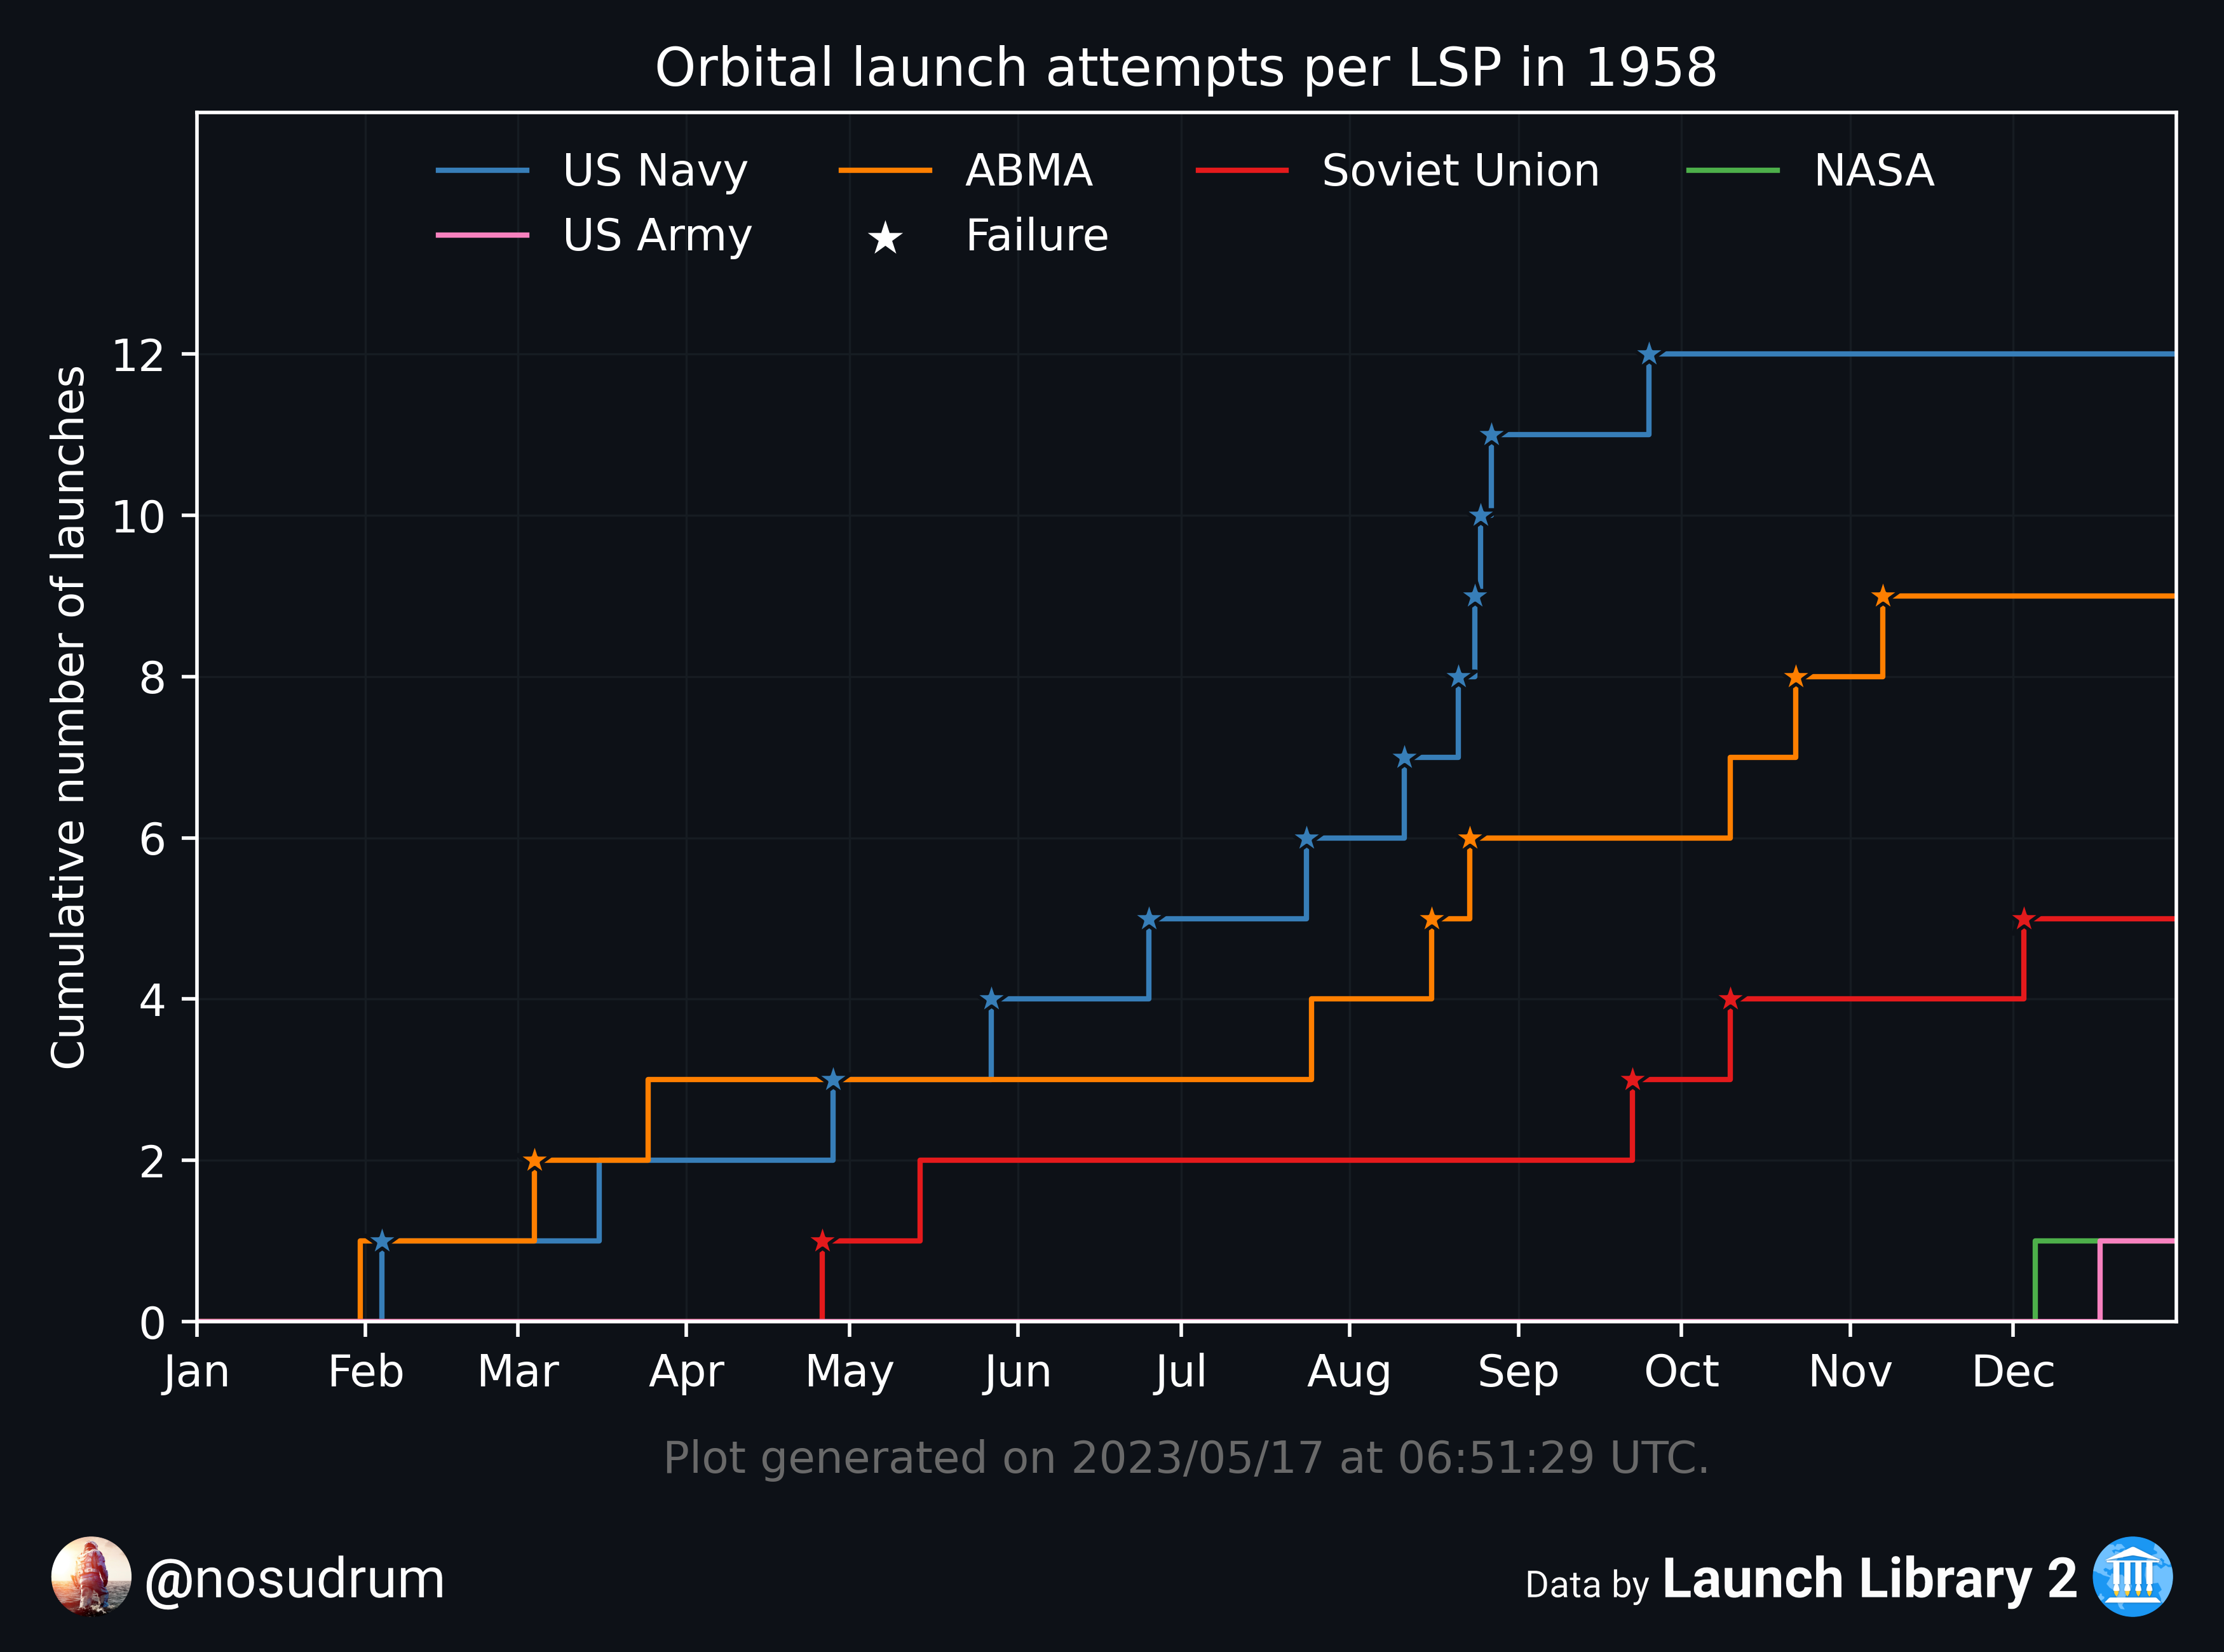 Orbital launch attempts per LSP in 1958
US Navy ABMA Soviet Union NASA
US Army Failure
Cumulative number of launches
12
10
8
6
4
2
0
Jan Feb Mar Apr May Jun Jul Aug Sep Oct Nov Dec
Plot generated on 2023/05/17 at 06:51:29 UTC.
@nosudrum
Data by Launch Library 2